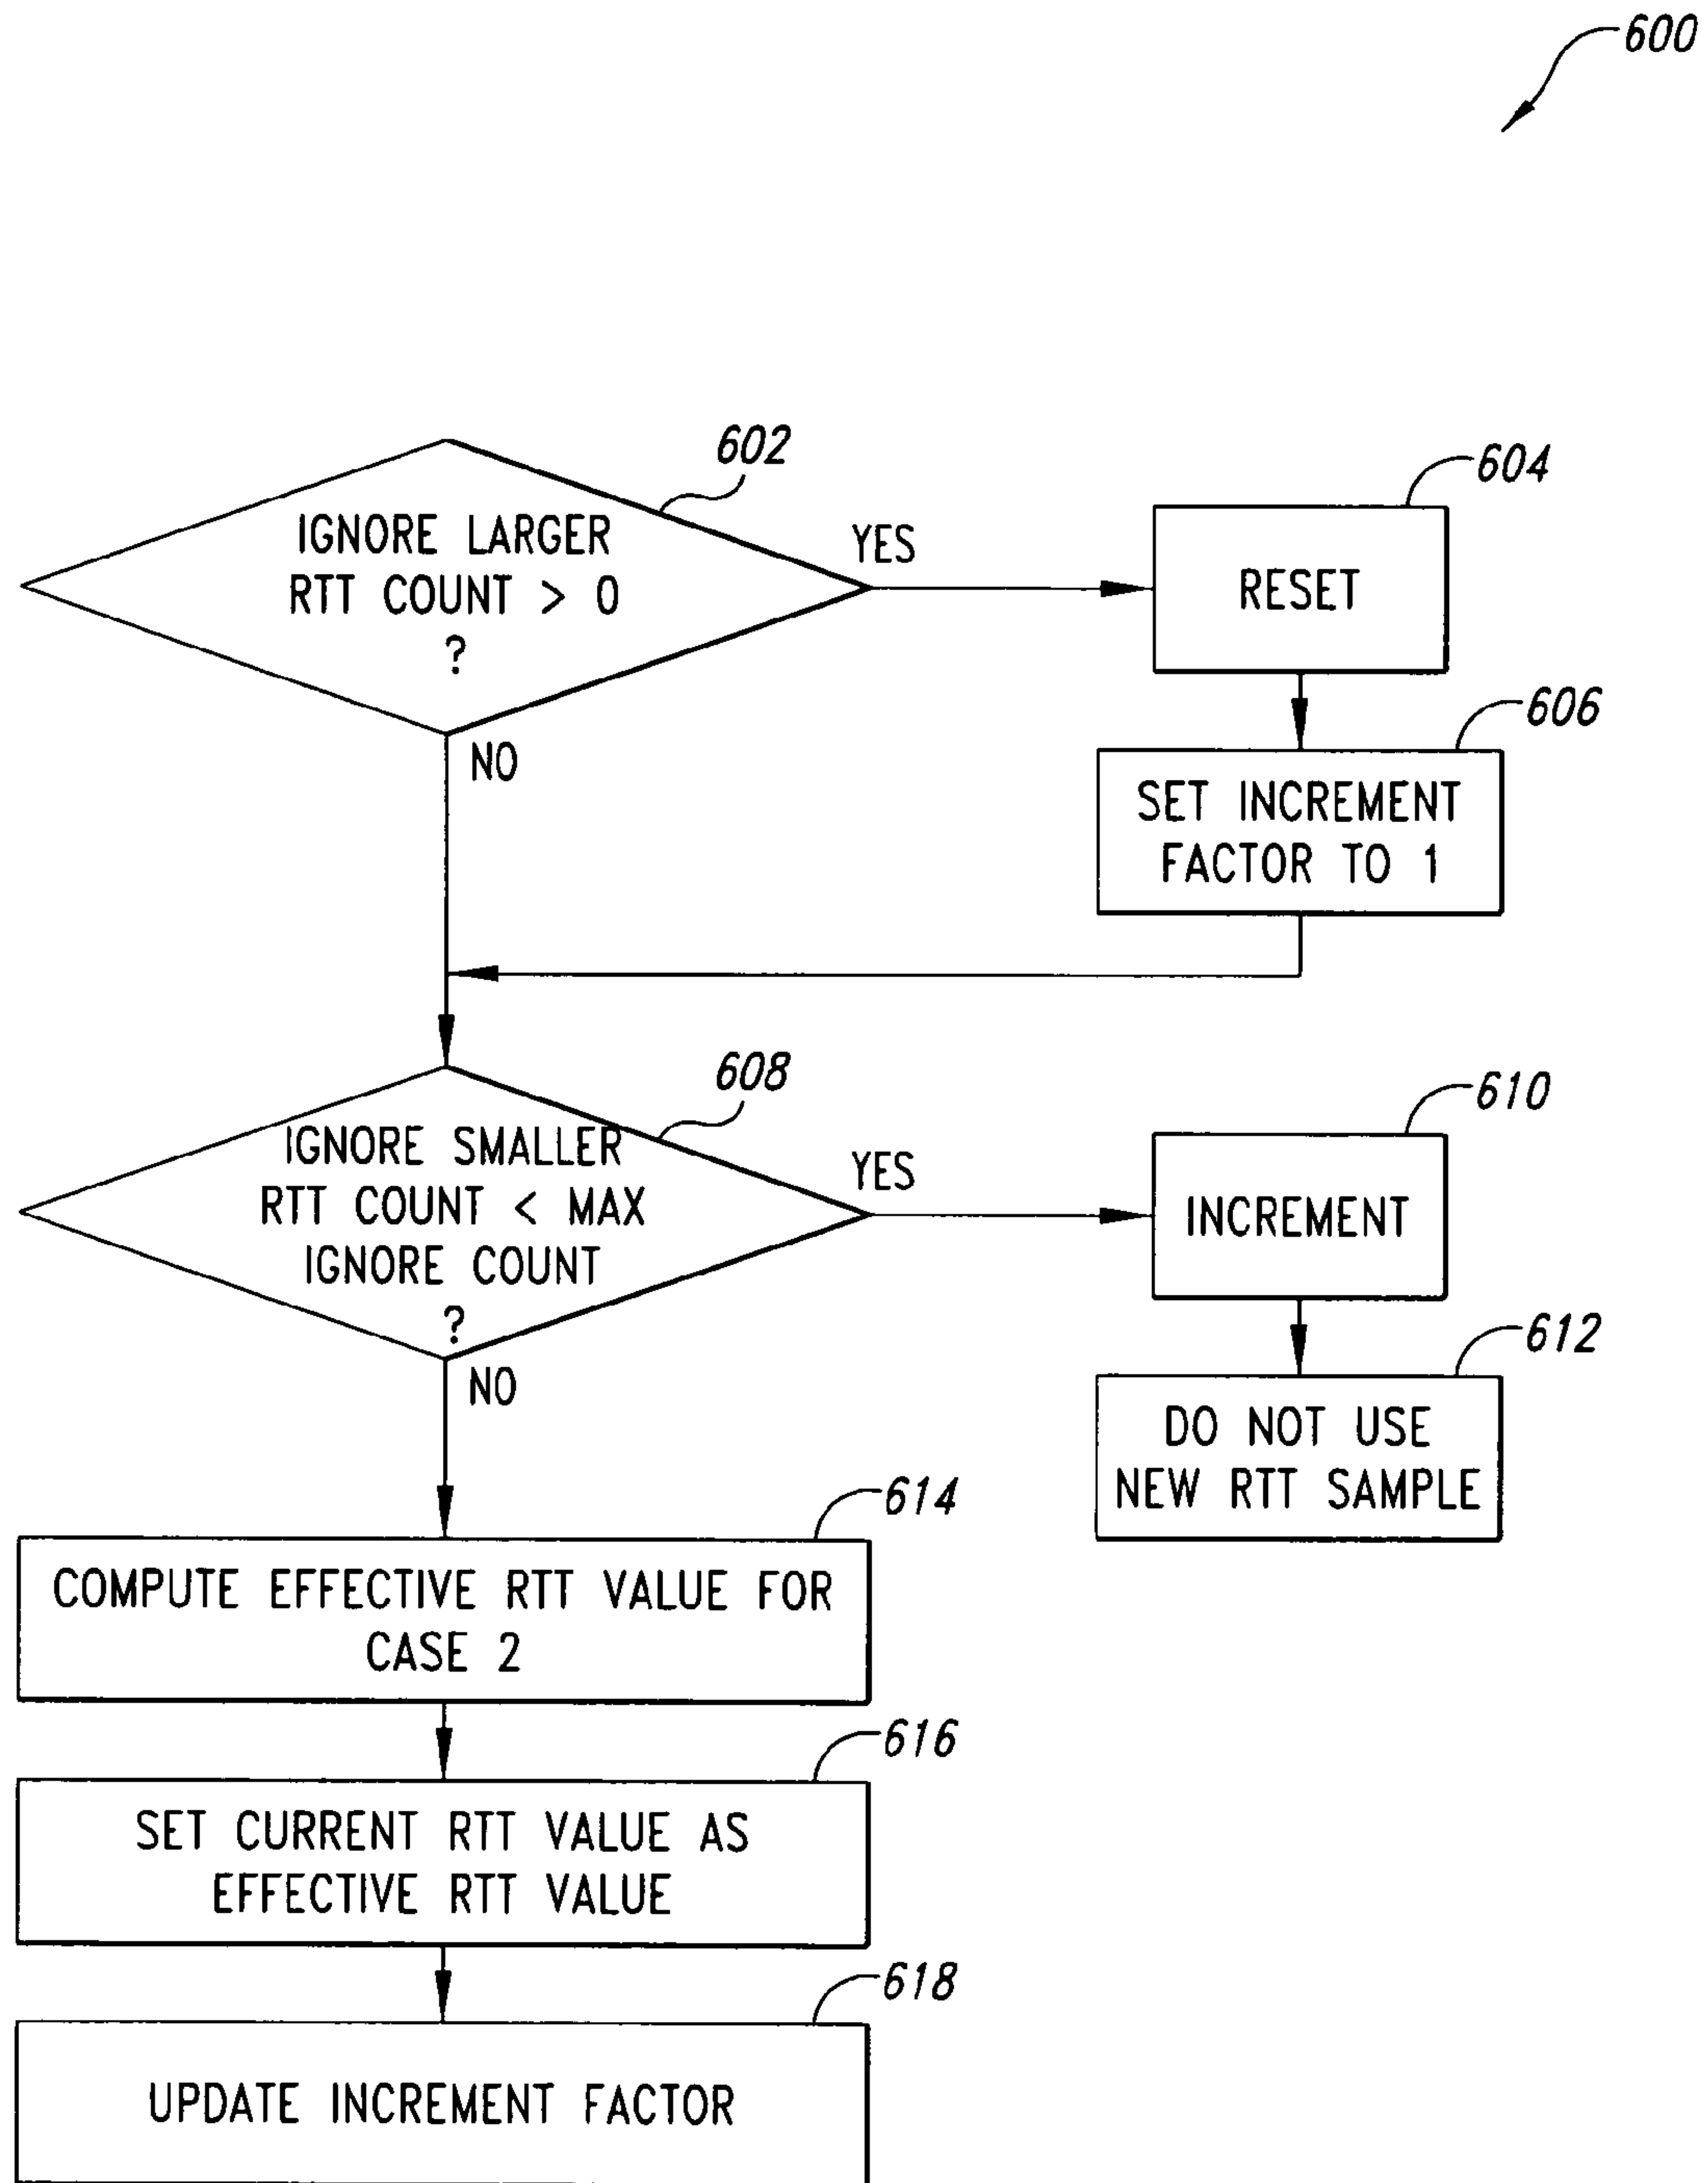 600
602
IGNORE LARGER
RTT COUNT > 0
?
YES
NO
604
RESET
606
SET INCREMENT
FACTOR TO 1
608
IGNORE SMALLER
RTT COUNT < MAX
IGNORE COUNT
?
YES
NO
610
INCREMENT
612
DO NOT USE
NEW RTT SAMPLE
614
COMPUTE EFFECTIVE RTT VALUE FOR
CASE 2
616
SET CURRENT RTT VALUE AS
EFFECTIVE RTT VALUE
618
UPDATE INCREMENT FACTOR